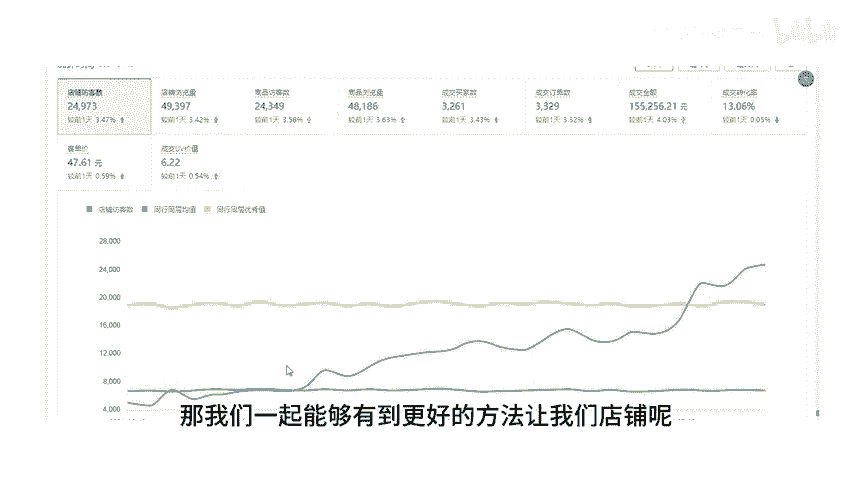 店铺访客数 店铺浏览量 商品访客数 商品浏览量 成交买家数 成交订单数 成交金额 成交转化率
24,973 49,397 24,349 48,186 3,261 3,329 155,256.21 元 13.06%
较前1天 3.47% 较前1天 3.42% 较前1天 3.58% 较前1天 3.63% 较前1天 3.43% 较前1天 3.32% 较前1天 4.03% 较前1天 0.05%
客单价 成交UV价值
47.61 元 6.22
较前1天 0.59% 较前1天 0.54%
店铺访客数 同行同层均值 同行同层优秀值
28,000
24,000
20,000
16,000
12,000
8,000
4,000
那我们一起能够有到更好的方法让我们店铺呢